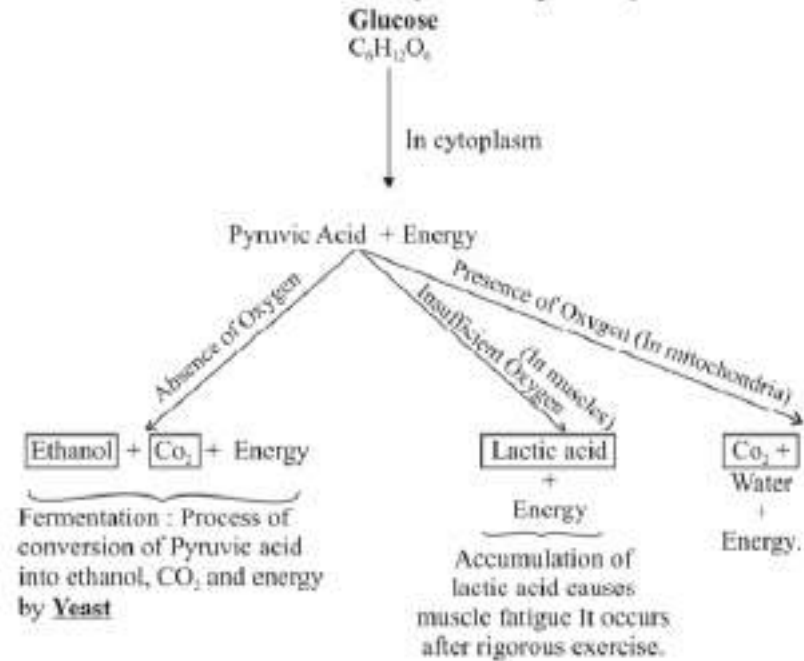 Glucose
C₆H₁₂O₆
In cytoplasm
Pyruvic Acid + Energy
Absence of Oxygen
Insufficient Oxygen
(In muscles)
Presence of Oxygen (In mitochondria)
Ethanol + Co₂ + Energy
Fermentation : Process of
conversion of Pyruvic acid
into ethanol, CO₂ and energy
by Yeast
Lactic acid
+
Energy
Accumulation of
lactic acid causes
muscle fatigue It occurs
after rigorous exercise.
Co₂ +
Water
+
Energy.